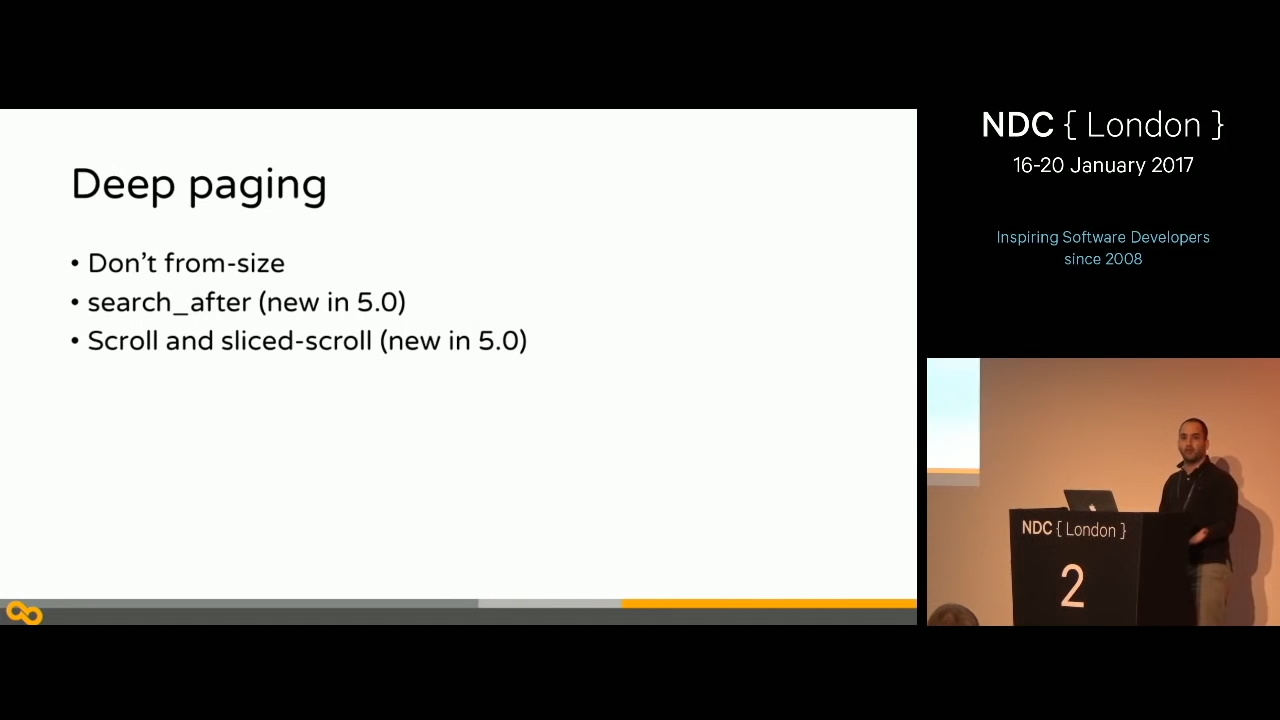 Deep paging
• Don’t from-size
• search_after (new in 5.0)
• Scroll and sliced-scroll (new in 5.0)
NDC { London }
16-20 January 2017
Inspiring Software Developers
since 2008
NDC { London }
2